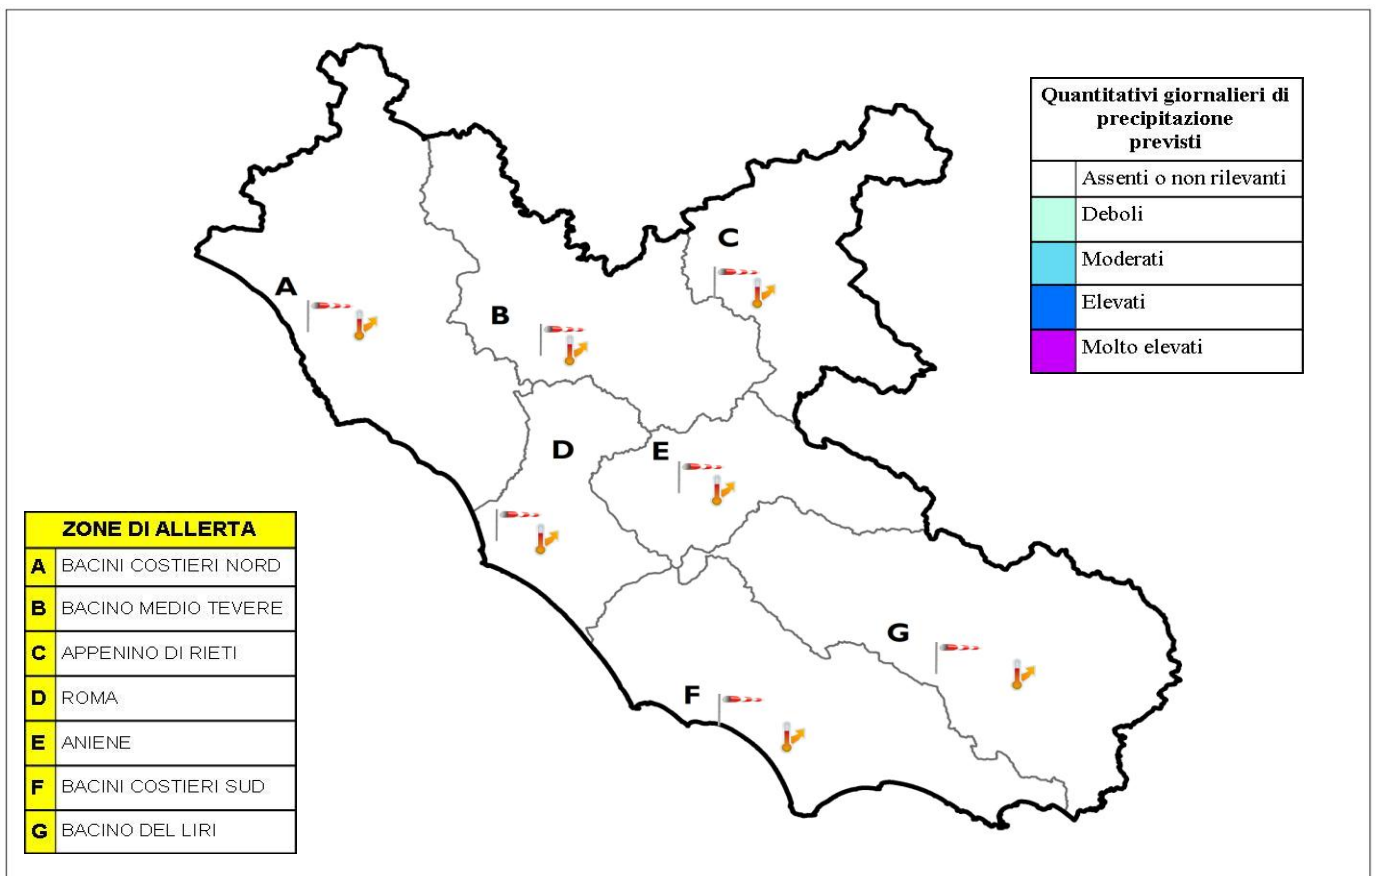 Quantitativi giornalieri di
precipitazione
previsti
Assenti o non rilevanti
Deboli
Moderati
Elevati
Molto elevati
C
A
B
D
E
G
F
ZONE DI ALLERTA
A BACINI COSTIERI NORD
B BACINO MEDIO TEVERE
C APPENINO DI RIETI
D ROMA
E ANIENE
F BACINI COSTIERI SUD
G BACINO DEL LIRI